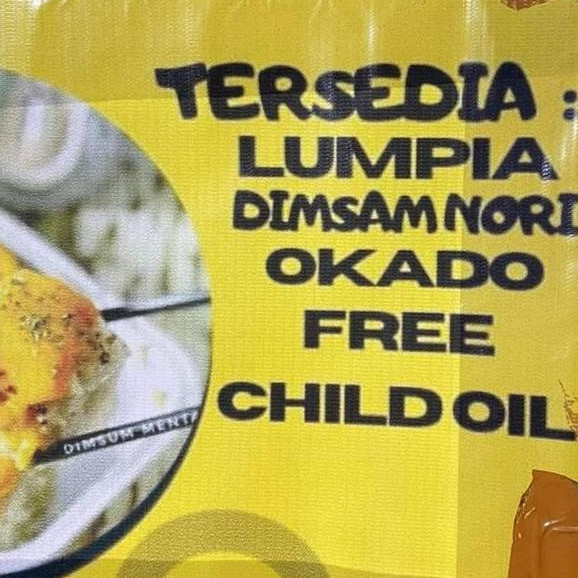 TERSEDIA :
LUMPIA
DIMSAM NORI
OKADO
FREE
CHILD OIL
DIMSUM MENTA